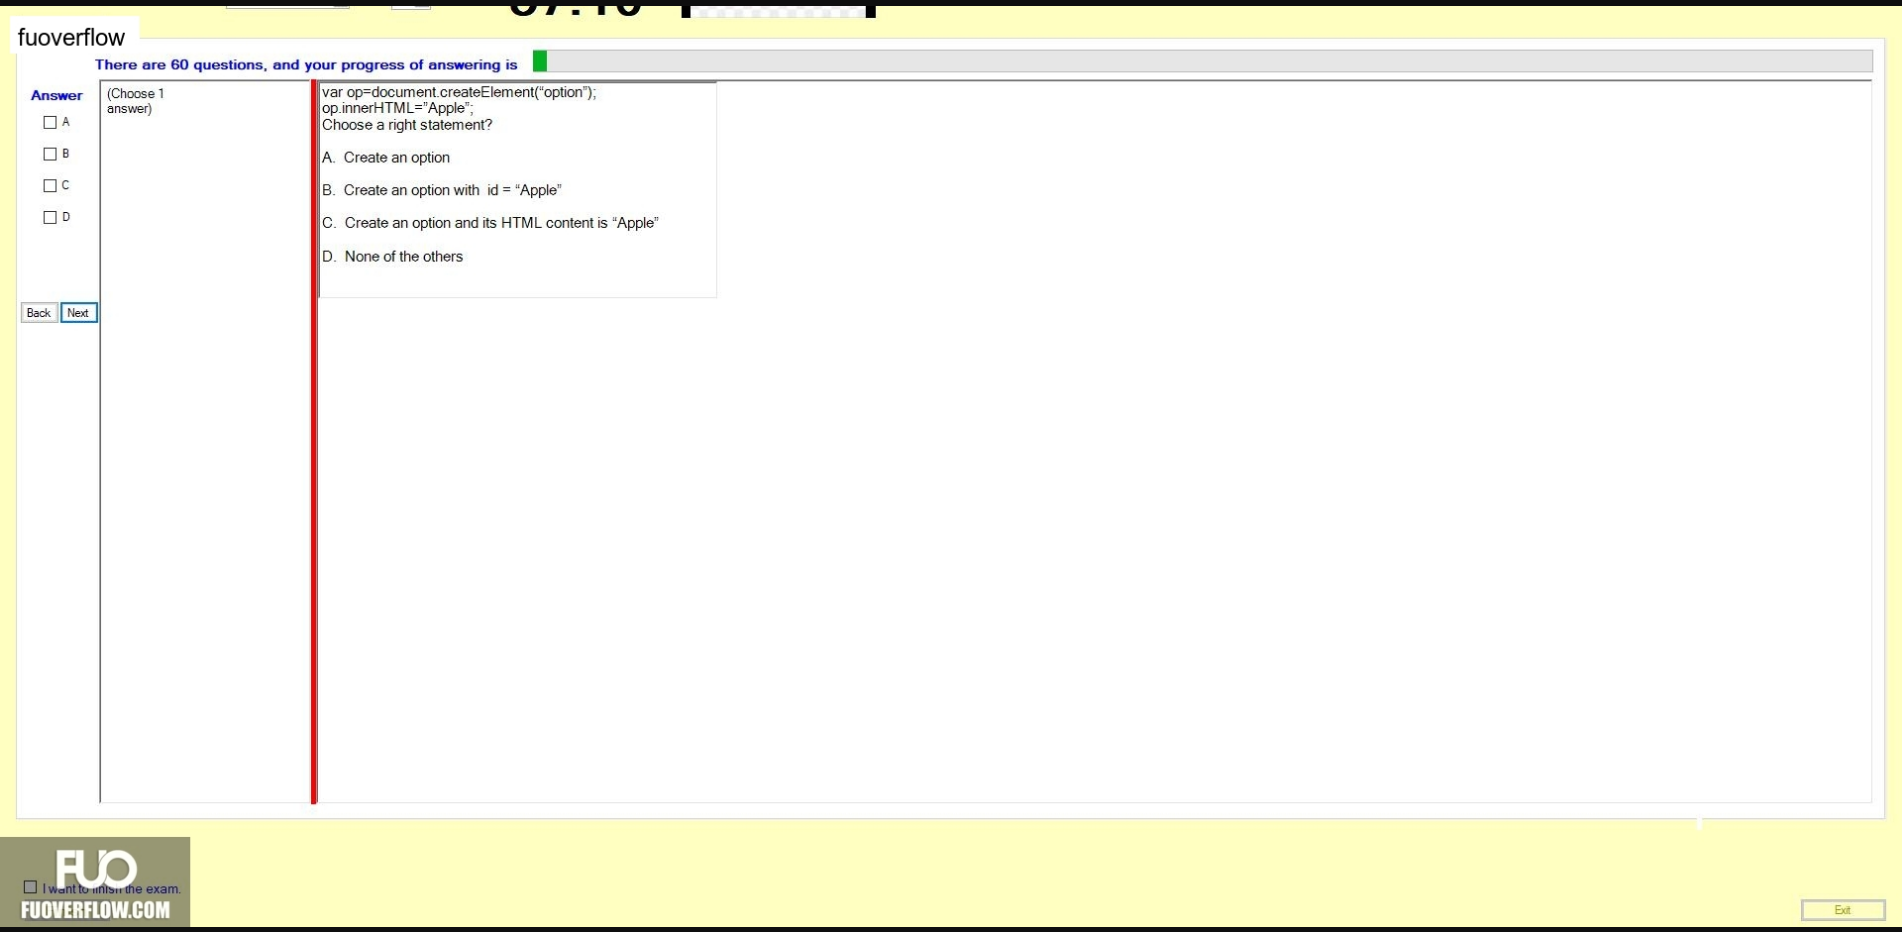 fuoverflow
There are 60 questions, and your progress of answering is
Answer
(Choose 1
answer)
A
B
C
D
Back
Next
var op=document.createElement(“option”);
op.innerHTML=”Apple”;
Choose a right statement?
A. Create an option
B. Create an option with id = “Apple”
C. Create an option and its HTML content is “Apple”
D. None of the others
FUO
I want to finish the exam.
FUOVERFLOW.COM
Exit